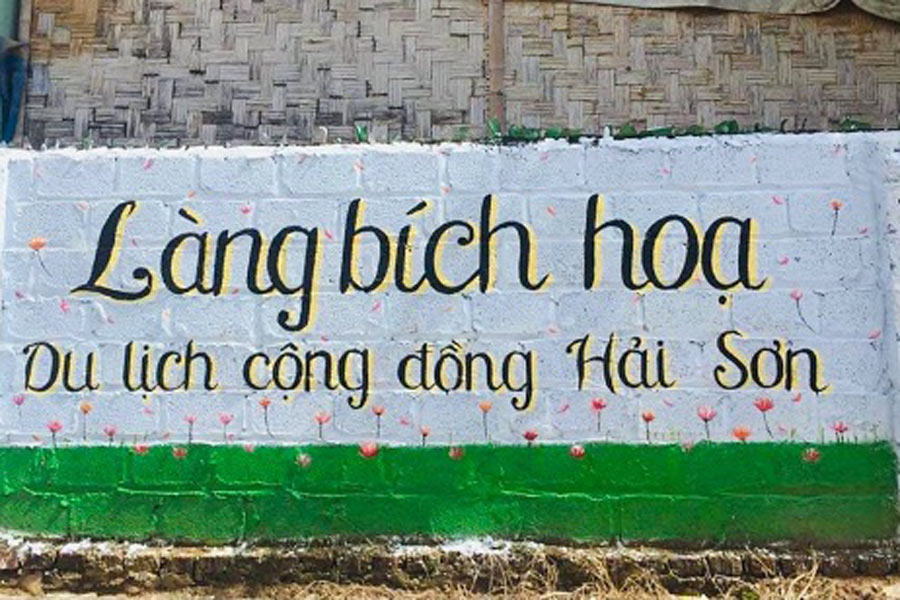 Làng bích hoạ
Du lịch cộng đồng Hải Sơn